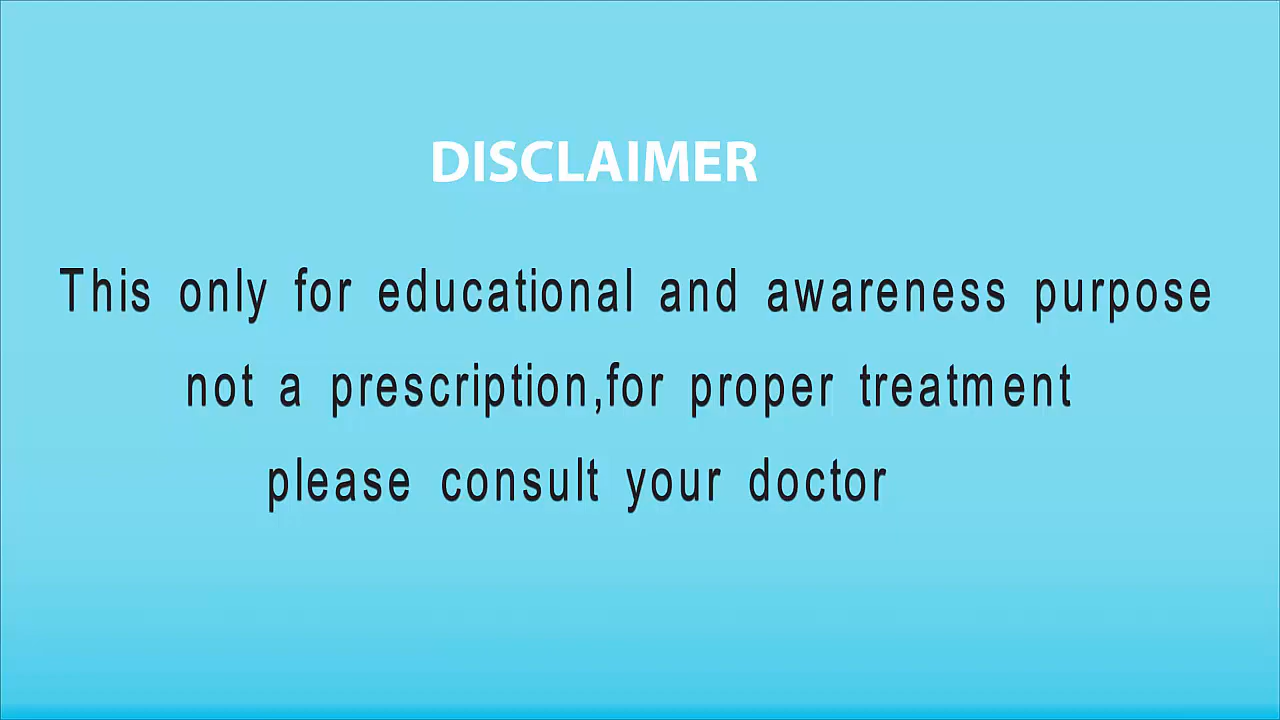 DISCLAIMER
This only for educational and awareness purpose
not a prescription,for proper treatment
please consult your doctor